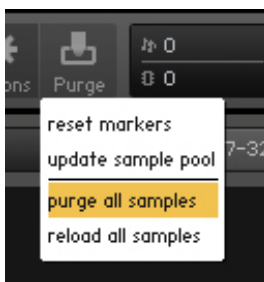 0
ons Purge 0
reset markers
update sample pool
7-32
purge all samples
reload all samples